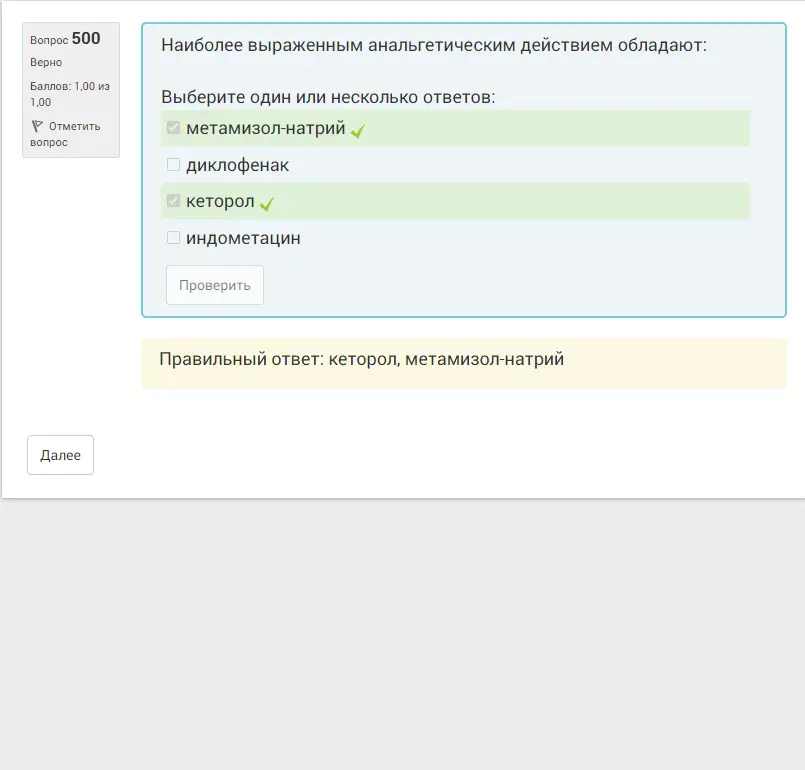 Вопрос 500
Верно
Баллов: 1,00 из
1,00
Отметить
вопрос
Наиболее выраженным анальгетическим действием обладают:
Выберите один или несколько ответов:
метамизол-натрий
диклофенак
кеторол
индометацин
Проверить
Правильный ответ: кеторол, метамизол-натрий
Далее